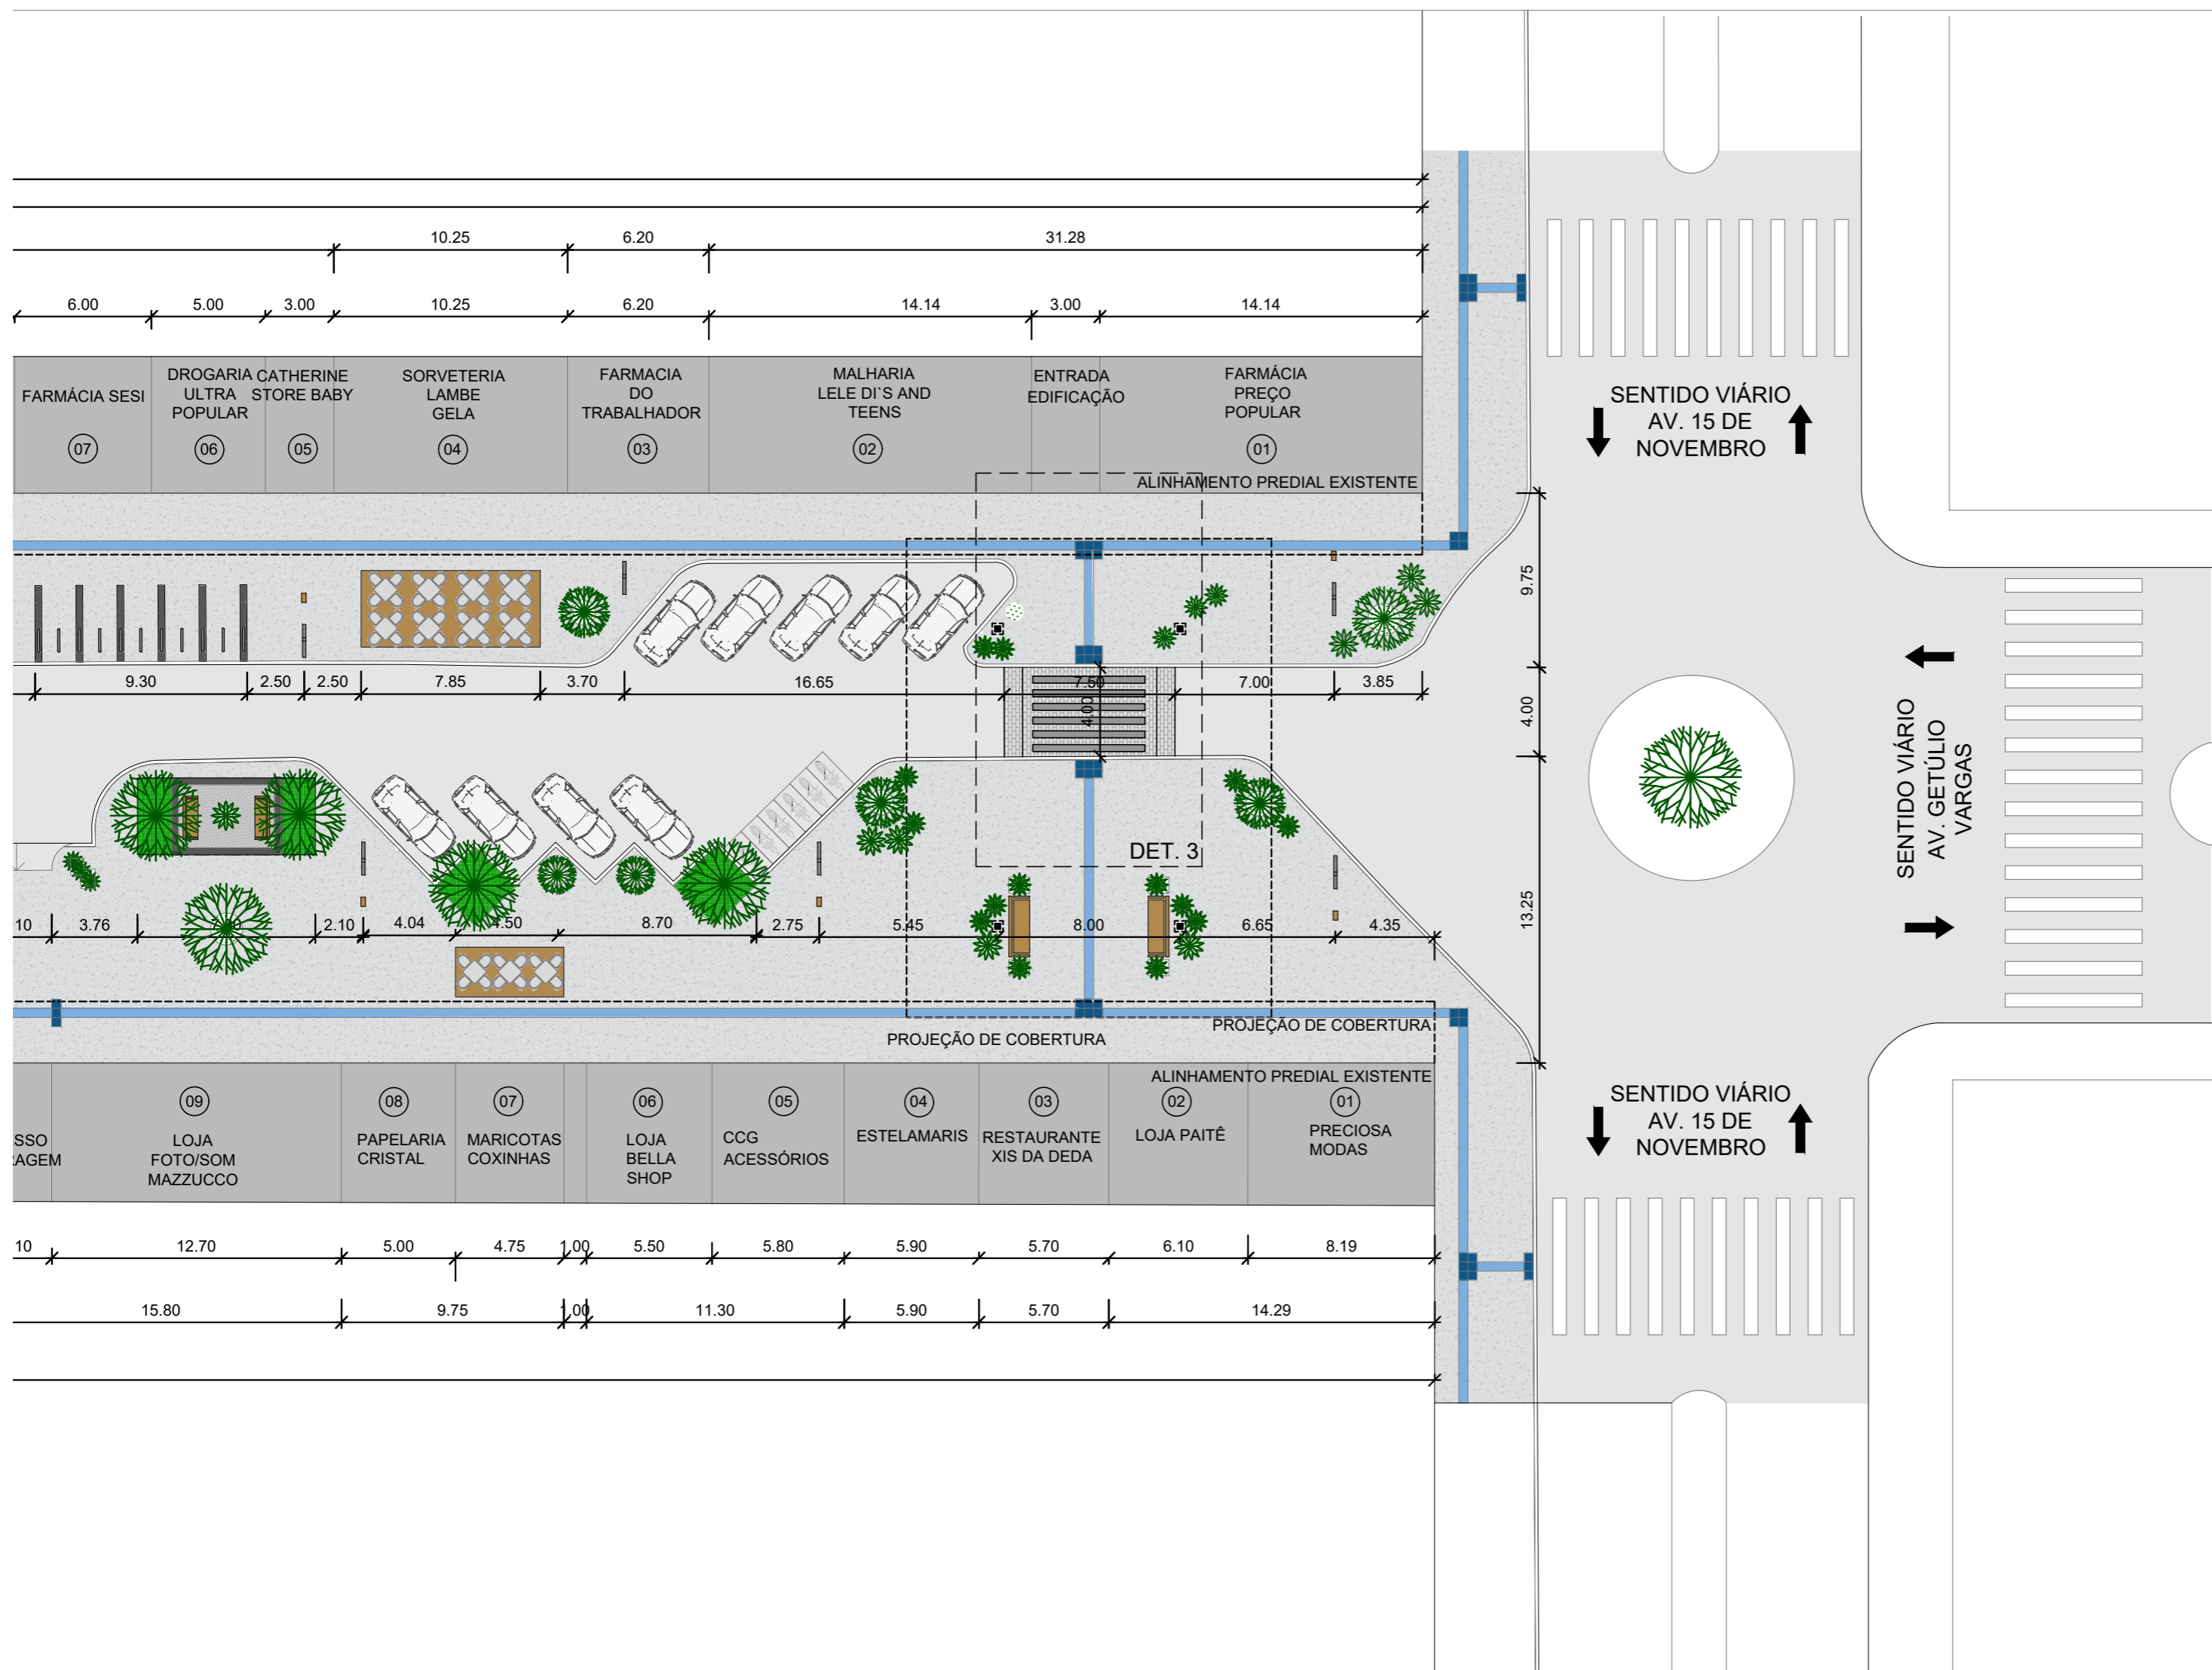 10.25 6.20 31.28
6.00 5.00 3.00 10.25 6.20 14.14 3.00 14.14
FARMÁCIA SESI
07
DROGARIA
ULTRA
POPULAR
06
CATHERINE
STORE BABY
05
SORVETERIA
LAMBE
GELA
04
FARMACIA
DO
TRABALHADOR
03
MALHARIA
LELE DI`S AND
TEENS
02
ENTRADA
EDIFICAÇÃO
FARMÁCIA
PREÇO
POPULAR
01
ALINHAMENTO PREDIAL EXISTENTE
SENTIDO VIÁRIO
AV. 15 DE
NOVEMBRO
9.75
4.00
13.25
9.30 2.50 2.50 7.85 3.70 16.65 7.50 7.00 3.85
4.00
SENTIDO VIÁRIO
AV. GETÚLIO
VARGAS
DET. 3
10 3.76 2.10 4.04 4.50 8.70 2.75 5.45 8.00 6.65 4.35
PROJEÇÃO DE COBERTURA
PROJEÇÃO DE COBERTURA
ALINHAMENTO PREDIAL EXISTENTE
SSO
RAGEM
09
LOJA
FOTO/SOM
MAZZUCCO
08
PAPELARIA
CRISTAL
07
MARICOTAS
COXINHAS
06
LOJA
BELLA
SHOP
05
CCG
ACESSÓRIOS
04
ESTELAMARIS
03
RESTAURANTE
XIS DA DEDA
02
LOJA PAITÊ
01
PRECIOSA
MODAS
SENTIDO VIÁRIO
AV. 15 DE
NOVEMBRO
10 12.70 5.00 4.75 1.00 5.50 5.80 5.90 5.70 6.10 8.19
15.80 9.75 1.00 11.30 5.90 5.70 14.29